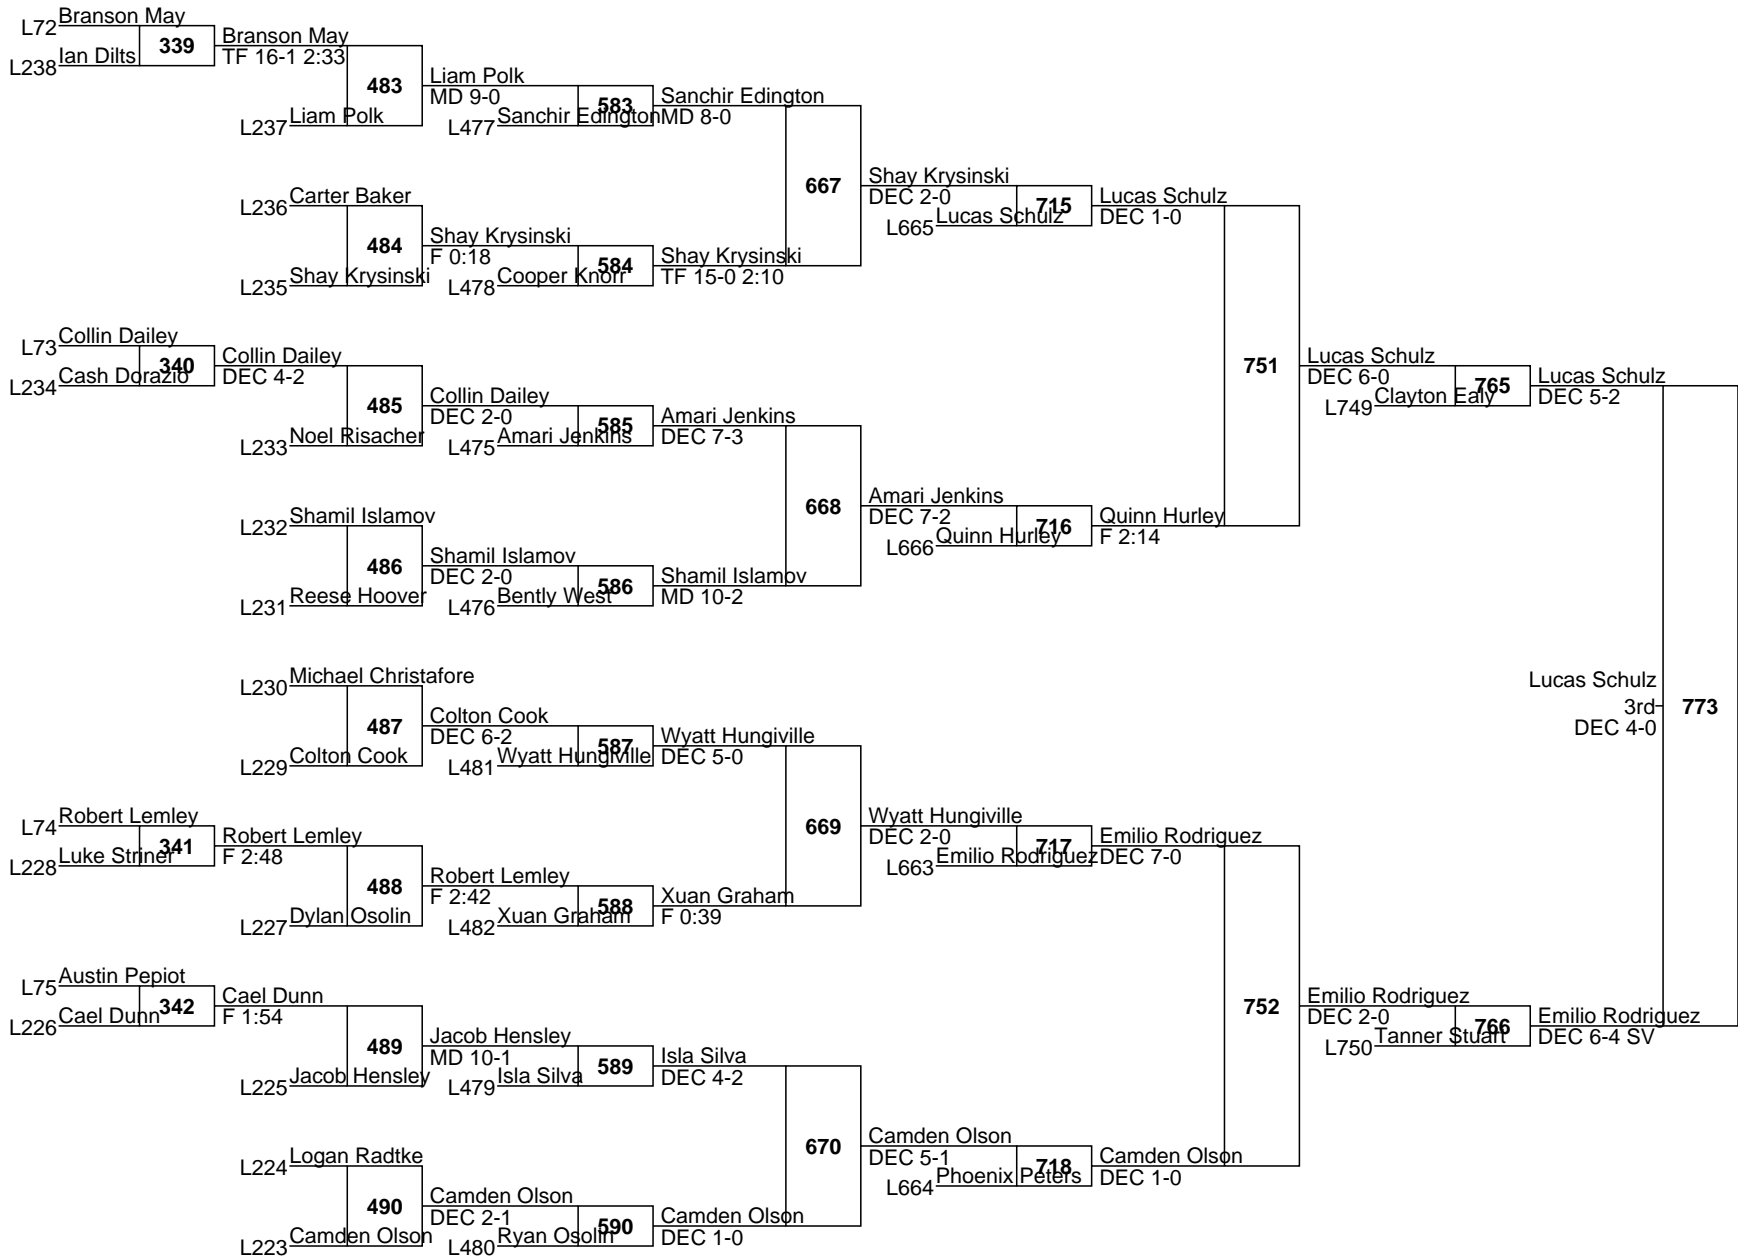 L72 Branson May
339
L238 Ian Dilts
Branson May
TF 16-1 2:33
483
L237 Liam Polk
Liam Polk
MD 9-0
583
L477 Sanchir Edington
Sanchir Edington
MD 8-0
667
L236 Carter Baker
484
L235 Shay Krysinski
Shay Krysinski
F 0:18
584
L478 Cooper Knorr
Shay Krysinski
TF 15-0 2:10
Shay Krysinski
DEC 2-0
715
L665 Lucas Schulz
Lucas Schulz
DEC 1-0
751
L73 Collin Dailey
340
L234 Cash Dorazio
Collin Dailey
DEC 4-2
485
L233 Noel Risacher
Collin Dailey
DEC 2-0
585
L475 Amari Jenkins
Amari Jenkins
DEC 7-3
668
L232 Shamil Islamov
486
L231 Reese Hoover
Shamil Islamov
DEC 2-0
586
L476 Bently West
Shamil Islamov
MD 10-2
Amari Jenkins
DEC 7-2
716
L666 Quinn Hurley
Quinn Hurley
F 2:14
Lucas Schulz
DEC 6-0
765
L749 Clayton Ealy
Lucas Schulz
DEC 5-2
L230 Michael Christafore
487
L229 Colton Cook
Colton Cook
DEC 6-2
587
L481 Wyatt Hungiville
Wyatt Hungiville
DEC 5-0
669
L74 Robert Lemley
341
L228 Luke Striner
Robert Lemley
F 2:48
488
L227 Dylan Osolin
Robert Lemley
F 2:42
588
L482 Xuan Graham
Xuan Graham
F 0:39
Wyatt Hungiville
DEC 2-0
717
L663 Emilio Rodriguez
Emilio Rodriguez
DEC 7-0
752
L75 Austin Pepiot
342
L226 Cael Dunn
Cael Dunn
F 1:54
489
L225 Jacob Hensley
Jacob Hensley
MD 10-1
589
L479 Isla Silva
Isla Silva
DEC 4-2
670
L224 Logan Radtke
490
L223 Camden Olson
Camden Olson
DEC 2-1
590
L480 Ryan Osolin
Camden Olson
DEC 1-0
Camden Olson
DEC 5-1
718
L664 Phoenix Peters
Camden Olson
DEC 1-0
Emilio Rodriguez
DEC 2-0
766
L750 Tanner Stuart
Emilio Rodriguez
DEC 6-4 SV
Lucas Schulz
3rd
DEC 4-0
773